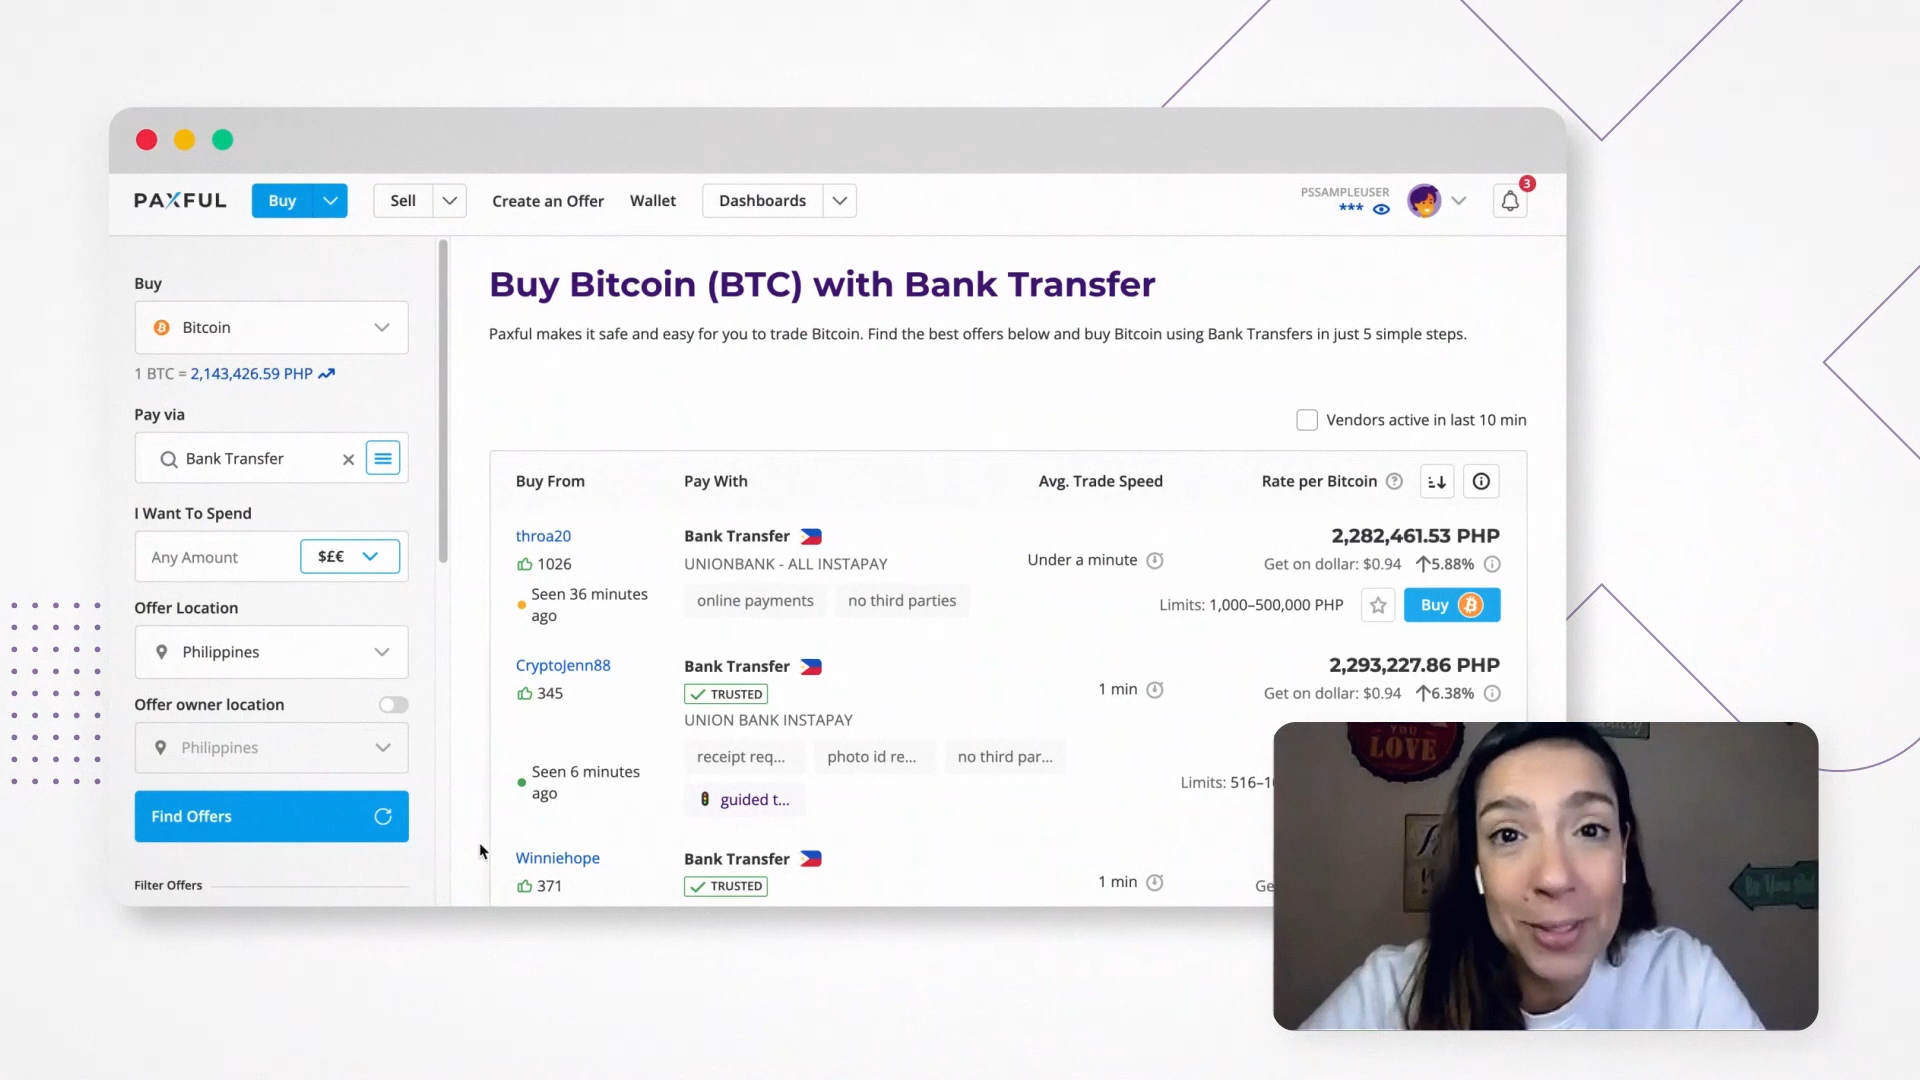 PAXFUL
Buy
Sell
Create an Offer
Wallet
Dashboards
PSSAMPLEUSER
***
3
Buy
Bitcoin
1 BTC = 2,143,426.59 PHP
Pay via
Bank Transfer
I Want To Spend
Any Amount
$££
Offer Location
Philippines
Offer owner location
Philippines
Find Offers
Filter Offers
Buy Bitcoin (BTC) with Bank Transfer
Paxful makes it safe and easy for you to trade Bitcoin. Find the best offers below and buy Bitcoin using Bank Transfers in just 5 simple steps.
Vendors active in last 10 min
Buy From
Pay With
Avg. Trade Speed
Rate per Bitcoin
throa20
1026
Seen 36 minutes
ago
Bank Transfer
UNIONBANK - ALL INSTAPAY
online payments
no third parties
Under a minute
2,282,461.53 PHP
Get on dollar: $0.94 ↑5.88%
Limits: 1,000–500,000 PHP
Buy
CryptoJenn88
345
Seen 6 minutes
ago
Bank Transfer
TRUSTED
UNION BANK INSTAPAY
receipt req...
photo id re...
no third par...
guided t...
1 min
2,293,227.86 PHP
Get on dollar: $0.94 ↑6.38%
Limits: 516–1
Winniehope
371
Bank Transfer
TRUSTED
1 min
Ge
LOVE